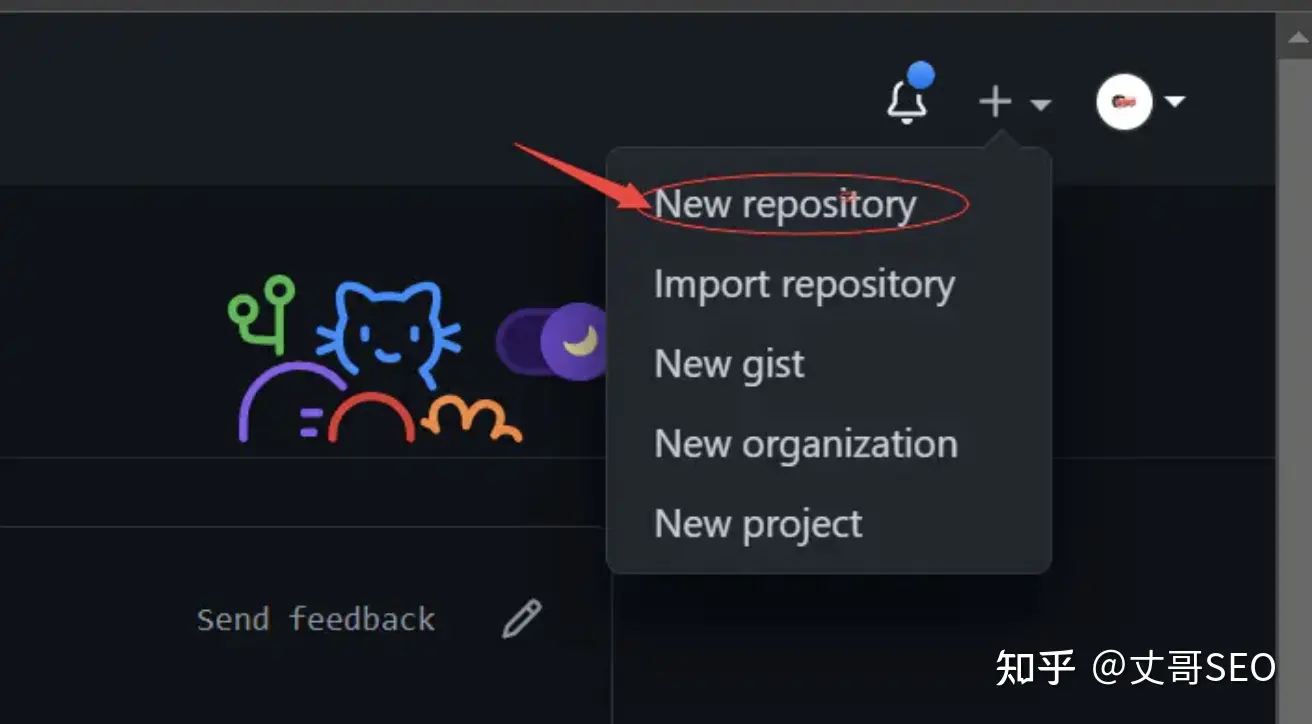 New repository
Import repository
New gist
New organization
New project
Send feedback
知乎 @丈哥SEO